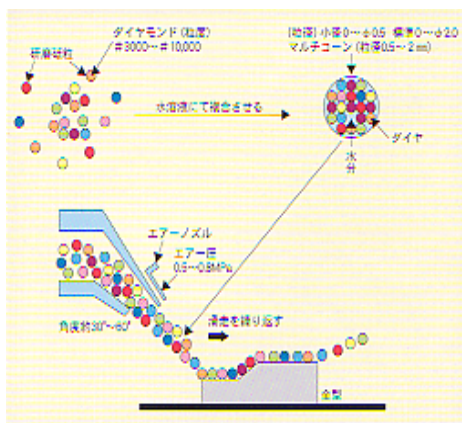 ダイヤモンド (粒度)
#3000~#10,000
研磨砥粒
(粒径) 小径0~φ0.5 標準0~φ2.0
マルチコーン (粒径0.5~2㎜)
水溶液にて複合させる
ダイヤ
水分
エアーノズル
エアー圧
0.5~0.8MPa
角度約30°~60°
滑走を繰り返す
金型